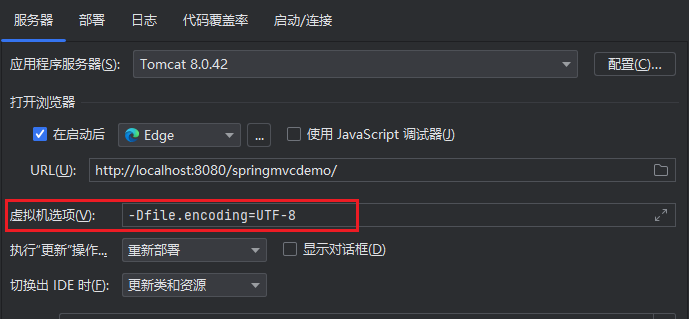 服务器 部署 日志 代码覆盖率 启动/连接
应用程序服务器(S): Tomcat 8.0.42 配置(C)...
打开浏览器
在启动后 Edge ... 使用 JavaScript 调试器(J)
URL(U): http://localhost:8080/springmvcdemo/
虚拟机选项(V): -Dfile.encoding=UTF-8
执行"更新"操作... 重新部署 显示对话框(D)
切换出 IDE 时(F): 更新类和资源